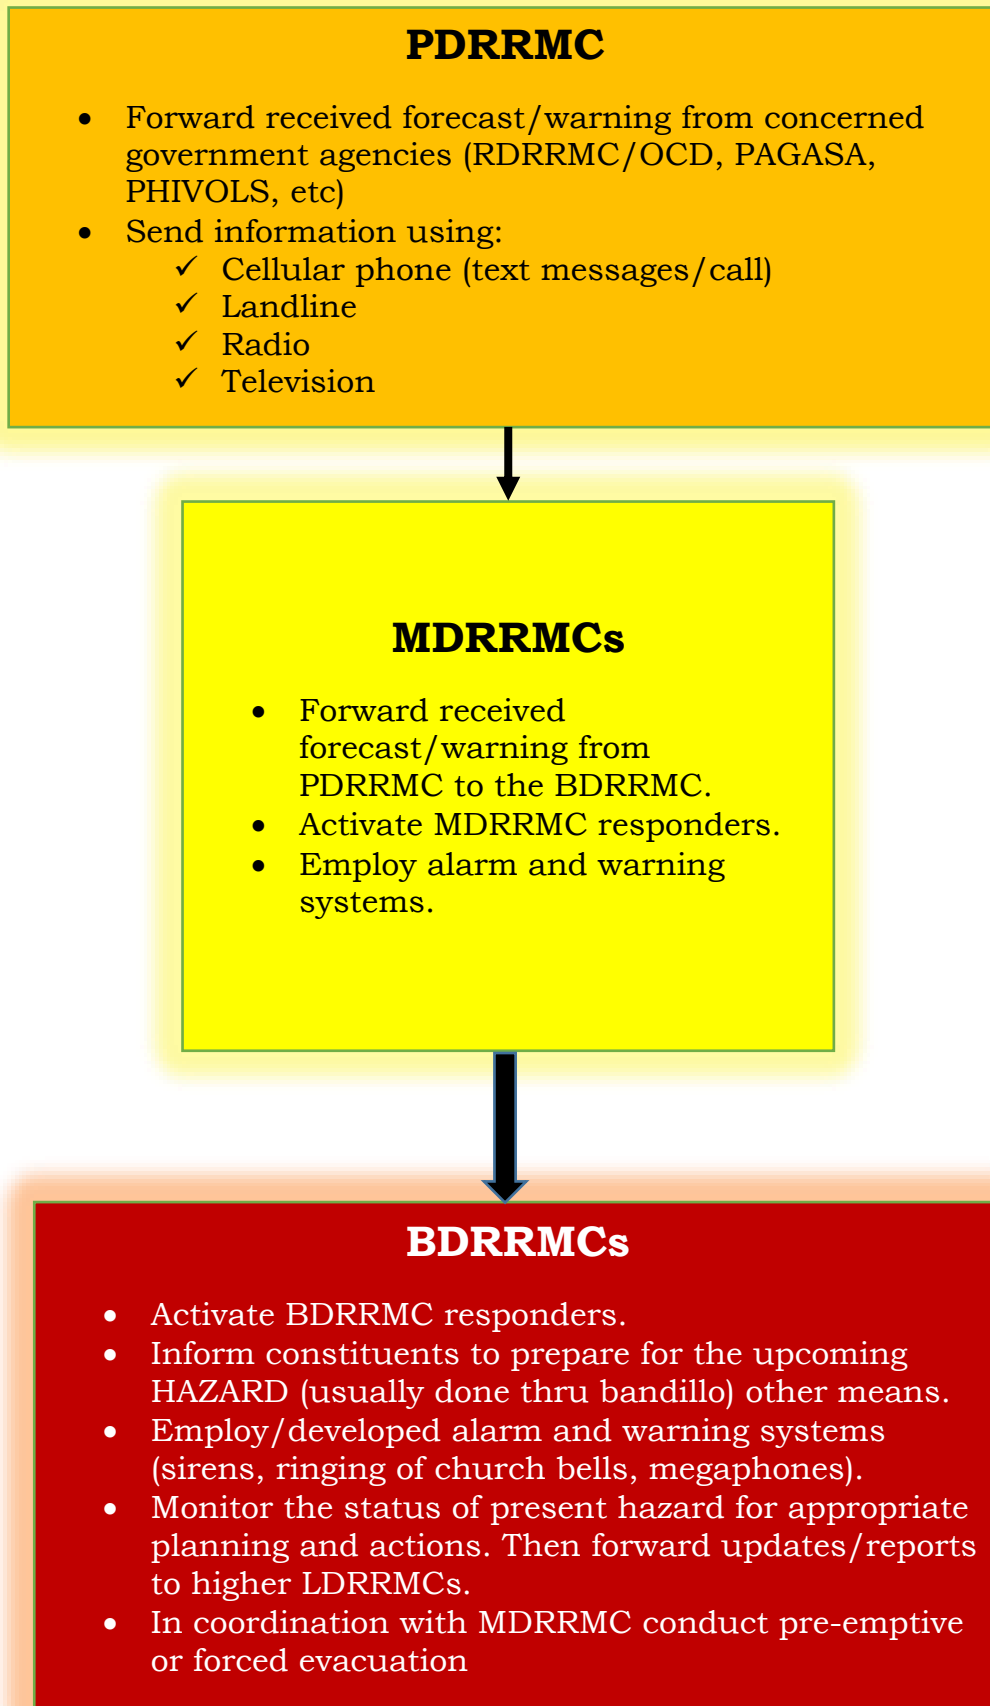 PDRRMC
• Forward received forecast/warning from concerned
government agencies (RDRRMC/OCD, PAGASA,
PHIVOLS, etc)
• Send information using:
✓ Cellular phone (text messages/call)
✓ Landline
✓ Radio
✓ Television
MDRRMCs
• Forward received
forecast/warning from
PDRRMC to the BDRRMC.
• Activate MDRRMC responders.
• Employ alarm and warning
systems.
BDRRMCs
• Activate BDRRMC responders.
• Inform constituents to prepare for the upcoming
HAZARD (usually done thru bandillo) other means.
• Employ/developed alarm and warning systems
(sirens, ringing of church bells, megaphones).
• Monitor the status of present hazard for appropriate
planning and actions. Then forward updates/reports
to higher LDRRMCs.
• In coordination with MDRRMC conduct pre-emptive
or forced evacuation